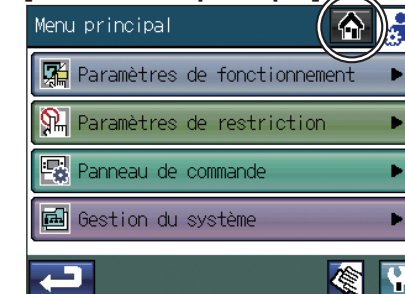 Menu principal
Paramètres de fonctionnement
Paramètres de restriction
Panneau de commande
Gestion du système